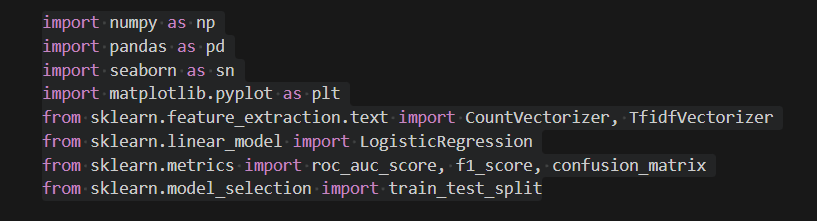 import numpy as np
import pandas as pd
import seaborn as sn
import matplotlib.pyplot as plt
from sklearn.feature_extraction.text import CountVectorizer, TfidfVectorizer
from sklearn.linear_model import LogisticRegression
from sklearn.metrics import roc_auc_score, f1_score, confusion_matrix
from sklearn.model_selection import train_test_split